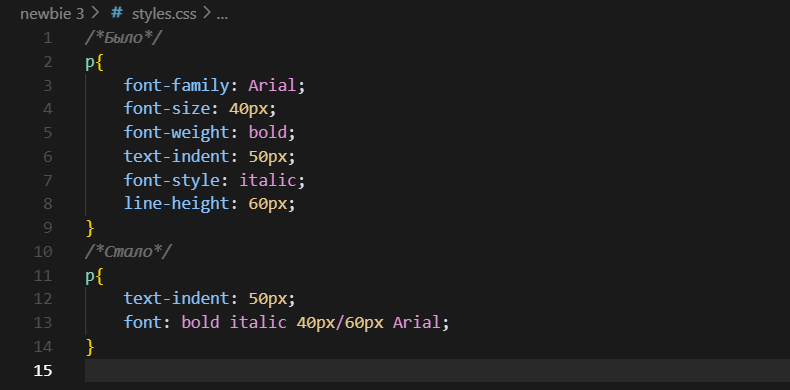 newbie 3 > # styles.css > ...
1 /*Было*/
2 p{
3 font-family: Arial;
4 font-size: 40px;
5 font-weight: bold;
6 text-indent: 50px;
7 font-style: italic;
8 line-height: 60px;
9 }
10 /*Стало*/
11 p{
12 text-indent: 50px;
13 font: bold italic 40px/60px Arial;
14 }
15